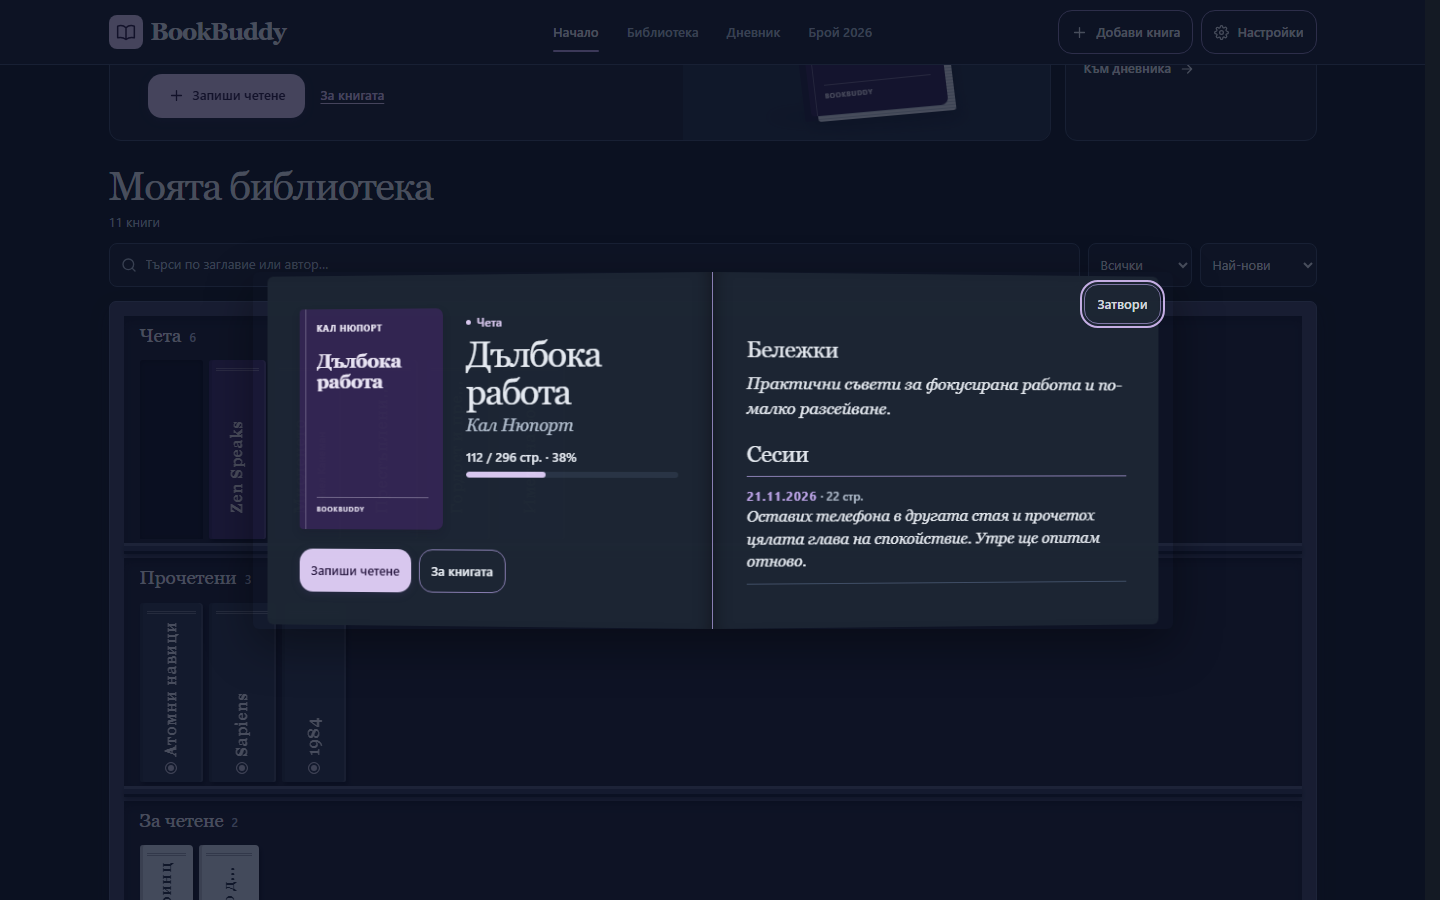 BookBuddy
Начало
Библиотека
Дневник
Брой 2026
Добави книга
Настройки
Запиши четене
За книгата
BOOKBUDDY
Към дневника
Моята библиотека
11 книги
Търси по заглавие или автор...
Всички
Най-нови
Чета 6
Zen Speaks
Затвори
КАЛ НЮПОРТ
Дълбока
работа
BOOKBUDDY
Чета
Дълбока
работа
Кал Нюпорт
112 / 296 стр. · 38%
Запиши четене
За книгата
Бележки
Практични съвети за фокусирана работа и по-
малко разсейване.
Сесии
21.11.2026 · 22 стр.
Оставих телефона в другата стая и прочетох
цялата глава на спокойствие. Утре ще опитам
отново.
Прочетени 3
Атомни навици
Sapiens
1984
За четене 2